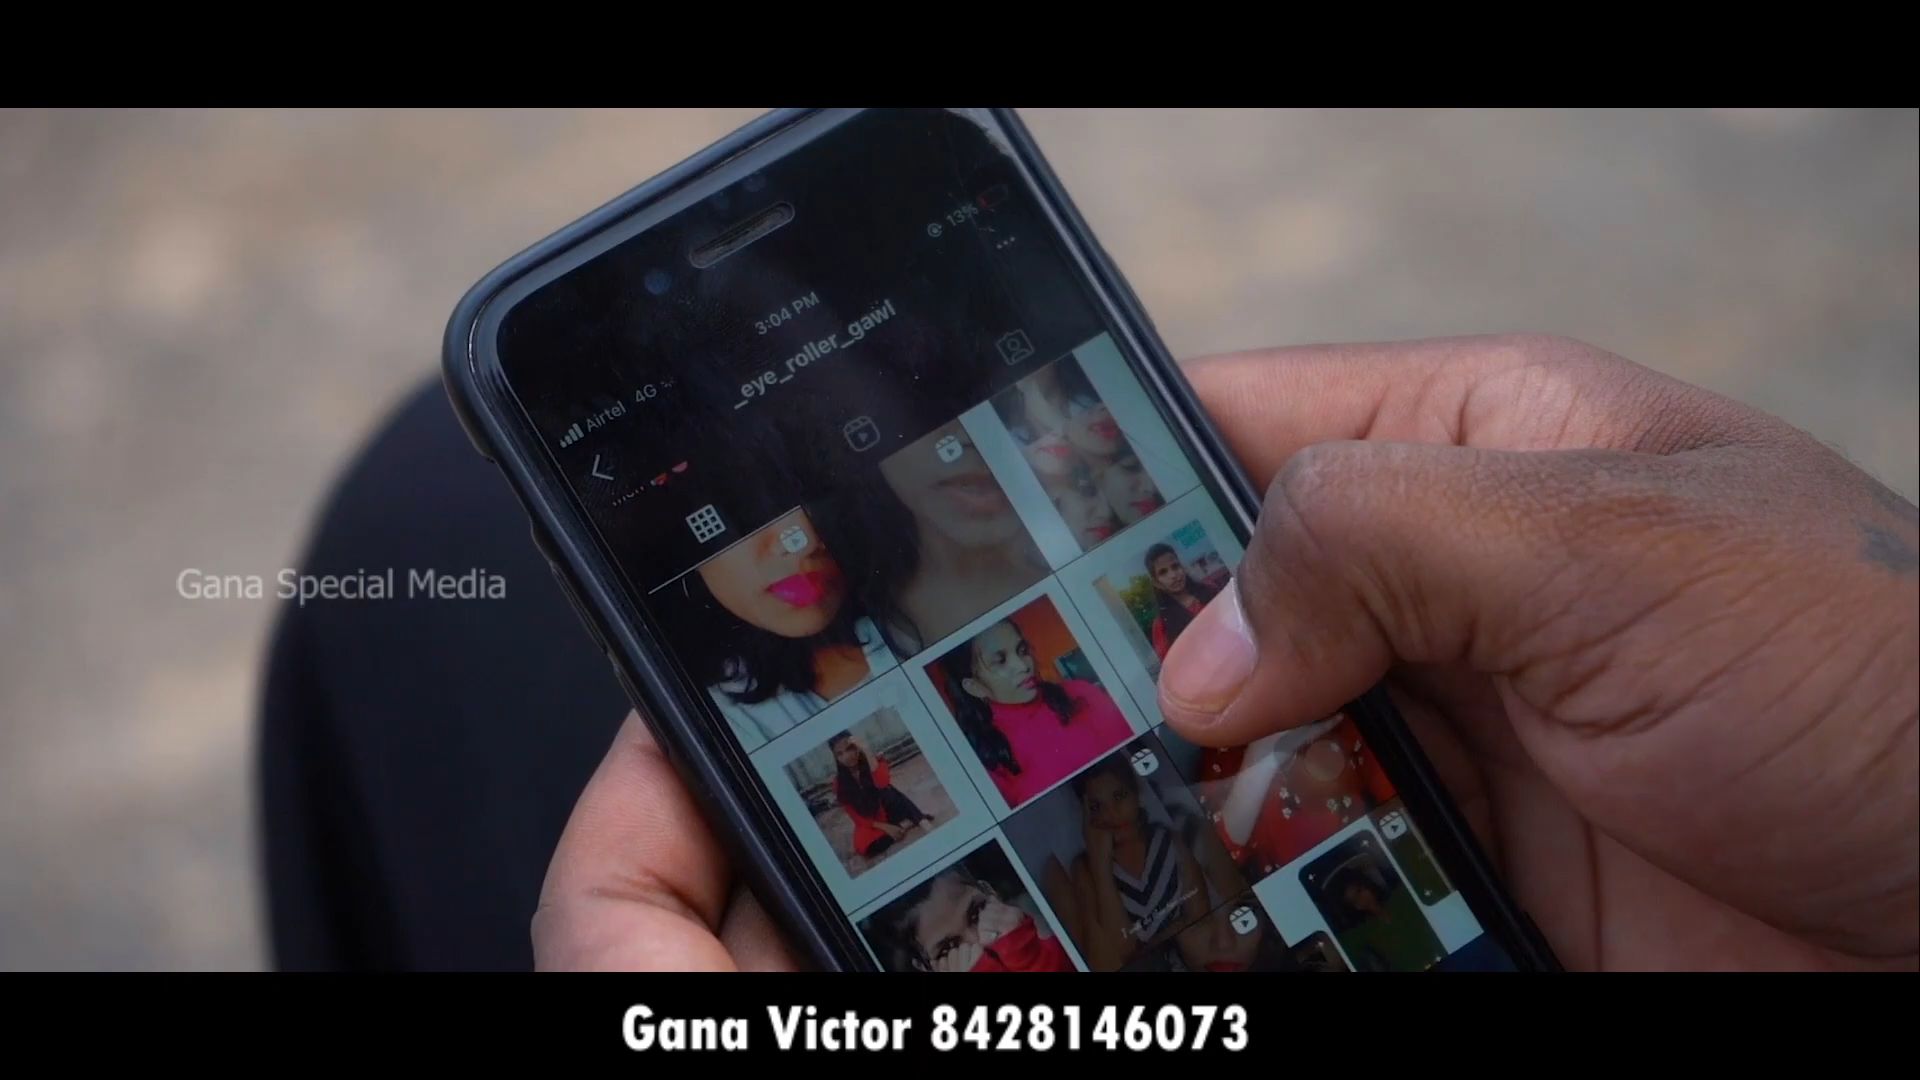 13%
3:04 PM
Airtel 4G
_eye_roller_gawl
Gana Special Media
Gana Victor 8428146073